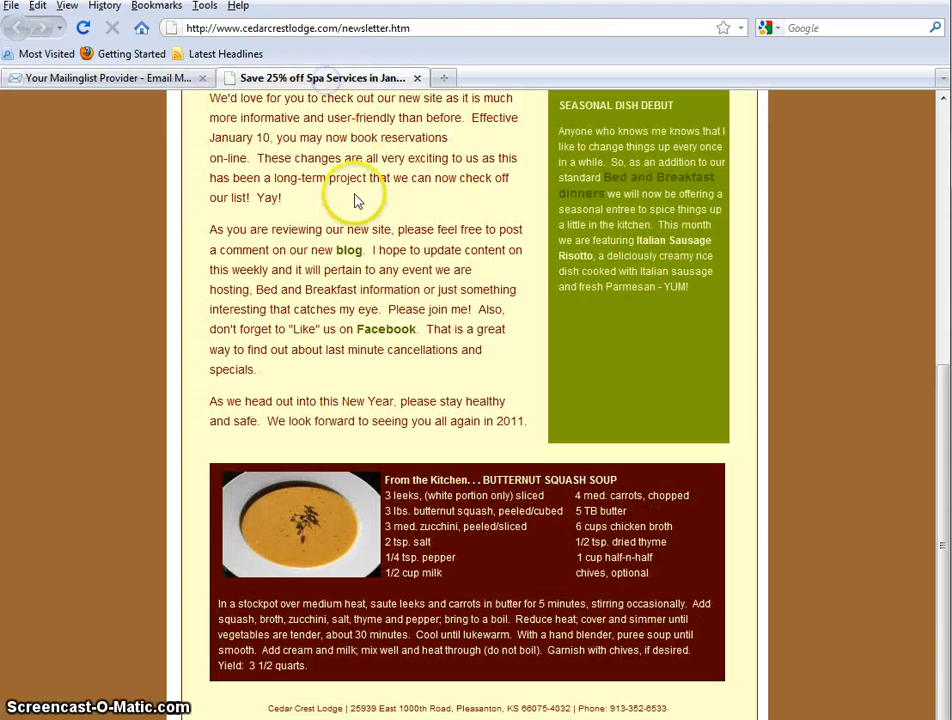 File Edit View History Bookmarks Tools Help
http://www.cedarcrestlodge.com/newsletter.htm
Google
Most Visited Getting Started Latest Headlines
Your Mailinglist Provider - Email M... Save 25% off Spa Services in Jan...
We'd love for you to check out our new site as it is much
more informative and user-friendly than before. Effective
January 10, you may now book reservations
on-line. These changes are all very exciting to us as this
has been a long-term project that we can now check off
our list! Yay!
As you are reviewing our new site, please feel free to post
a comment on our new blog. I hope to update content on
this weekly and it will pertain to any event we are
hosting, Bed and Breakfast information or just something
interesting that catches my eye. Please join me! Also,
don't forget to "Like" us on Facebook. That is a great
way to find out about last minute cancellations and
specials.
As we head out into this New Year, please stay healthy
and safe. We look forward to seeing you all again in 2011.
SEASONAL DISH DEBUT
Anyone who knows me knows that I
like to change things up every once
in a while. So, as an addition to our
standard Bed and Breakfast
dinners we will now be offering a
seasonal entree to spice things up
a little in the kitchen. This month
we are featuring Italian Sausage
Risotto, a deliciously creamy rice
dish cooked with Italian sausage
and fresh Parmesan - YUM!
From the Kitchen. . . BUTTERNUT SQUASH SOUP
3 leeks, (white portion only) sliced 4 med. carrots, chopped
3 lbs. butternut squash, peeled/cubed 5 TB butter
3 med. zucchini, peeled/sliced 6 cups chicken broth
2 tsp. salt 1/2 tsp. dried thyme
1/4 tsp. pepper 1 cup half-n-half
1/2 cup milk chives, optional
In a stockpot over medium heat, saute leeks and carrots in butter for 5 minutes, stirring occasionally. Add
squash, broth, zucchini, salt, thyme and pepper; bring to a boil. Reduce heat; cover and simmer until
vegetables are tender, about 30 minutes. Cool until lukewarm. With a hand blender, puree soup until
smooth. Add cream and milk; mix well and heat through (do not boil). Garnish with chives, if desired.
Yield: 3 1/2 quarts.
Cedar Crest Lodge | 25939 East 1000th Road, Pleasanton, KS 66075-4032 | Phone: 913-352-6533
Screencast-O-Matic.com